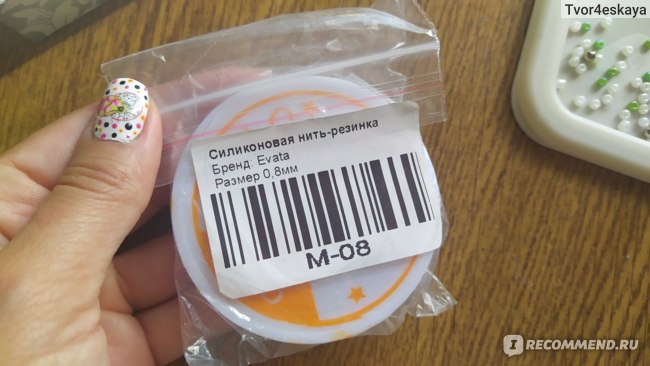 Tvor4eskaya
Силиконовая нить-резинка
Бренд: Evata
Размер 0,8мм
М-08
I RECOMMEND.RU